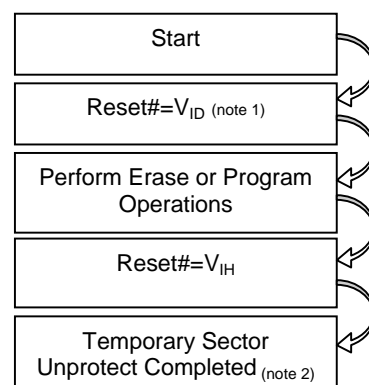 Start
Reset#=VID (note 1)
Perform Erase or Program
Operations
Reset#=VIH
Temporary Sector
Unprotect Completed (note 2)